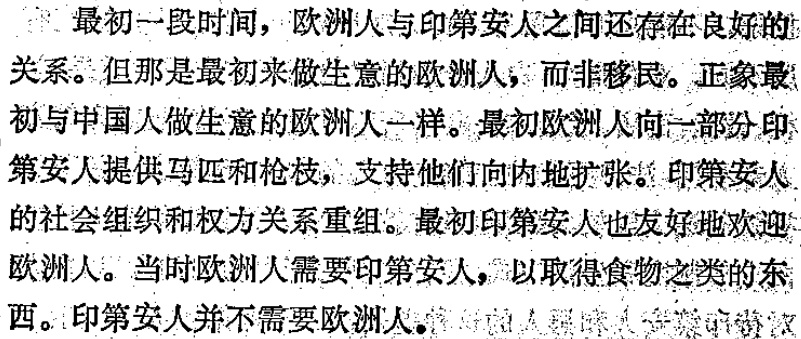 最初一段时间，欧洲人与印第安人之间还存在良好的
关系。但那是最初来做生意的欧洲人，而非移民。正象最
初与中国人做生意的欧洲人一样。最初欧洲人向一部分印
第安人提供马匹和枪枝，支持他们向内地扩张。印第安人
的社会组织和权力关系重组。最初印第安人也友好地欢迎
欧洲人。当时欧洲人需要印第安人，以取得食物之类的东
西。印第安人并不需要欧洲人。